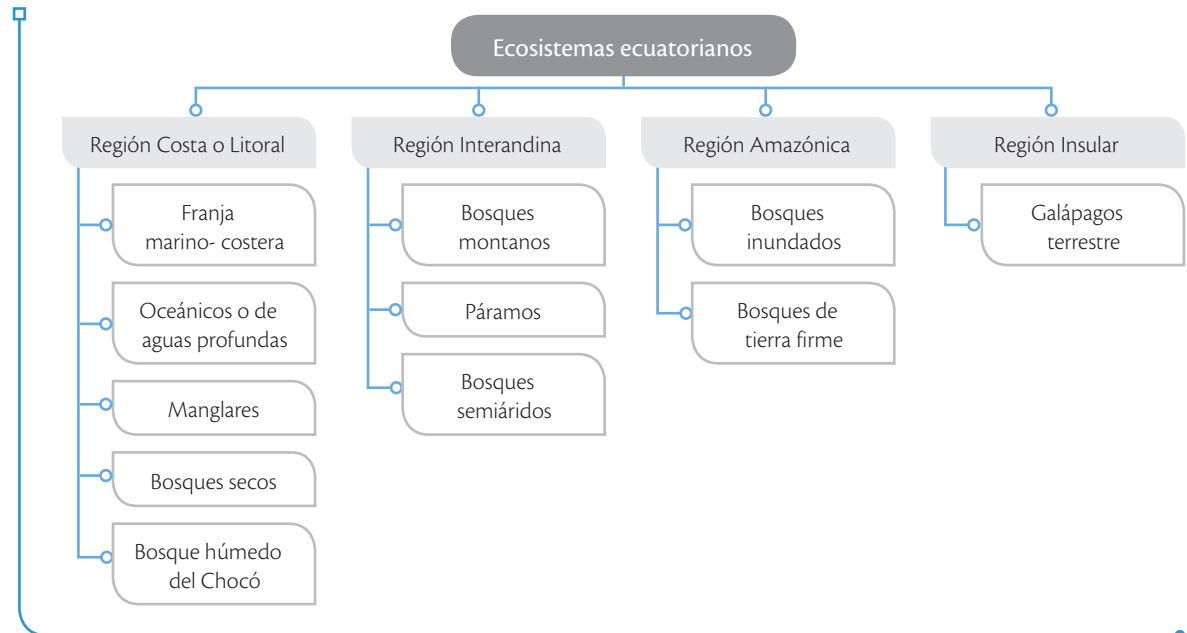 Ecosistemas ecuatorianos
Región Costa o Litoral
Franja
marino- costera
Oceánicos o de
aguas profundas
Manglares
Bosques secos
Bosque húmedo
del Chocó
Región Interandina
Bosques
montanos
Páramos
Bosques
semiáridos
Región Amazónica
Bosques
inundados
Bosques de
tierra firme
Región Insular
Galápagos
terrestre